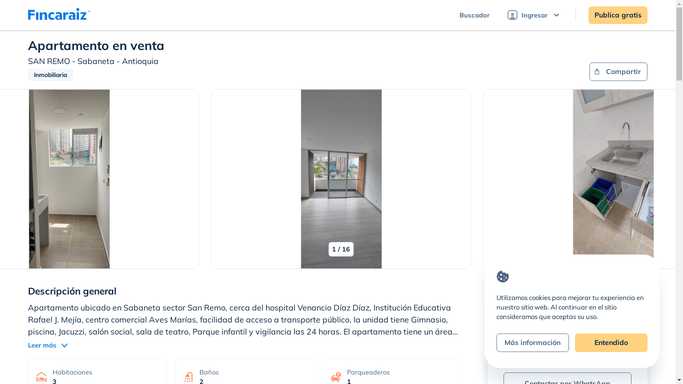 Fincaraiz
Buscador
Ingresar
Publica gratis
Apartamento en venta
SAN REMO - Sabaneta - Antioquia
Inmobiliaria
Compartir
1 / 16
Descripción general
Apartamento ubicado en Sabaneta sector San Remo, cerca del hospital Venancio Díaz Díaz, Institución Educativa
Rafael J. Mejía, centro comercial Aves Marías, facilidad de acceso a transporte público, la unidad tiene Gimnasio,
piscina, Jacuzzi, salón social, sala de teatro, Parque infantil y vigilancia las 24 horas. El apartamento tiene un área...
Leer más
Habitaciones
3
Baños
2
Parqueaderos
1
Utilizamos cookies para mejorar tu experiencia en
nuestro sitio web. Al continuar en el sitio
consideramos que aceptas su uso.
Más información
Entendido
Contactar por WhatsApp